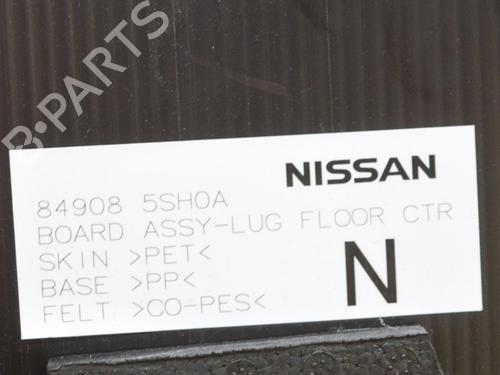 B-PARTS
NISSAN
84908 5SH0A
BOARD ASSY-LUG FLOOR CTR
SKIN >PET<
BASE >PP<
FELT >CO-PES<
N